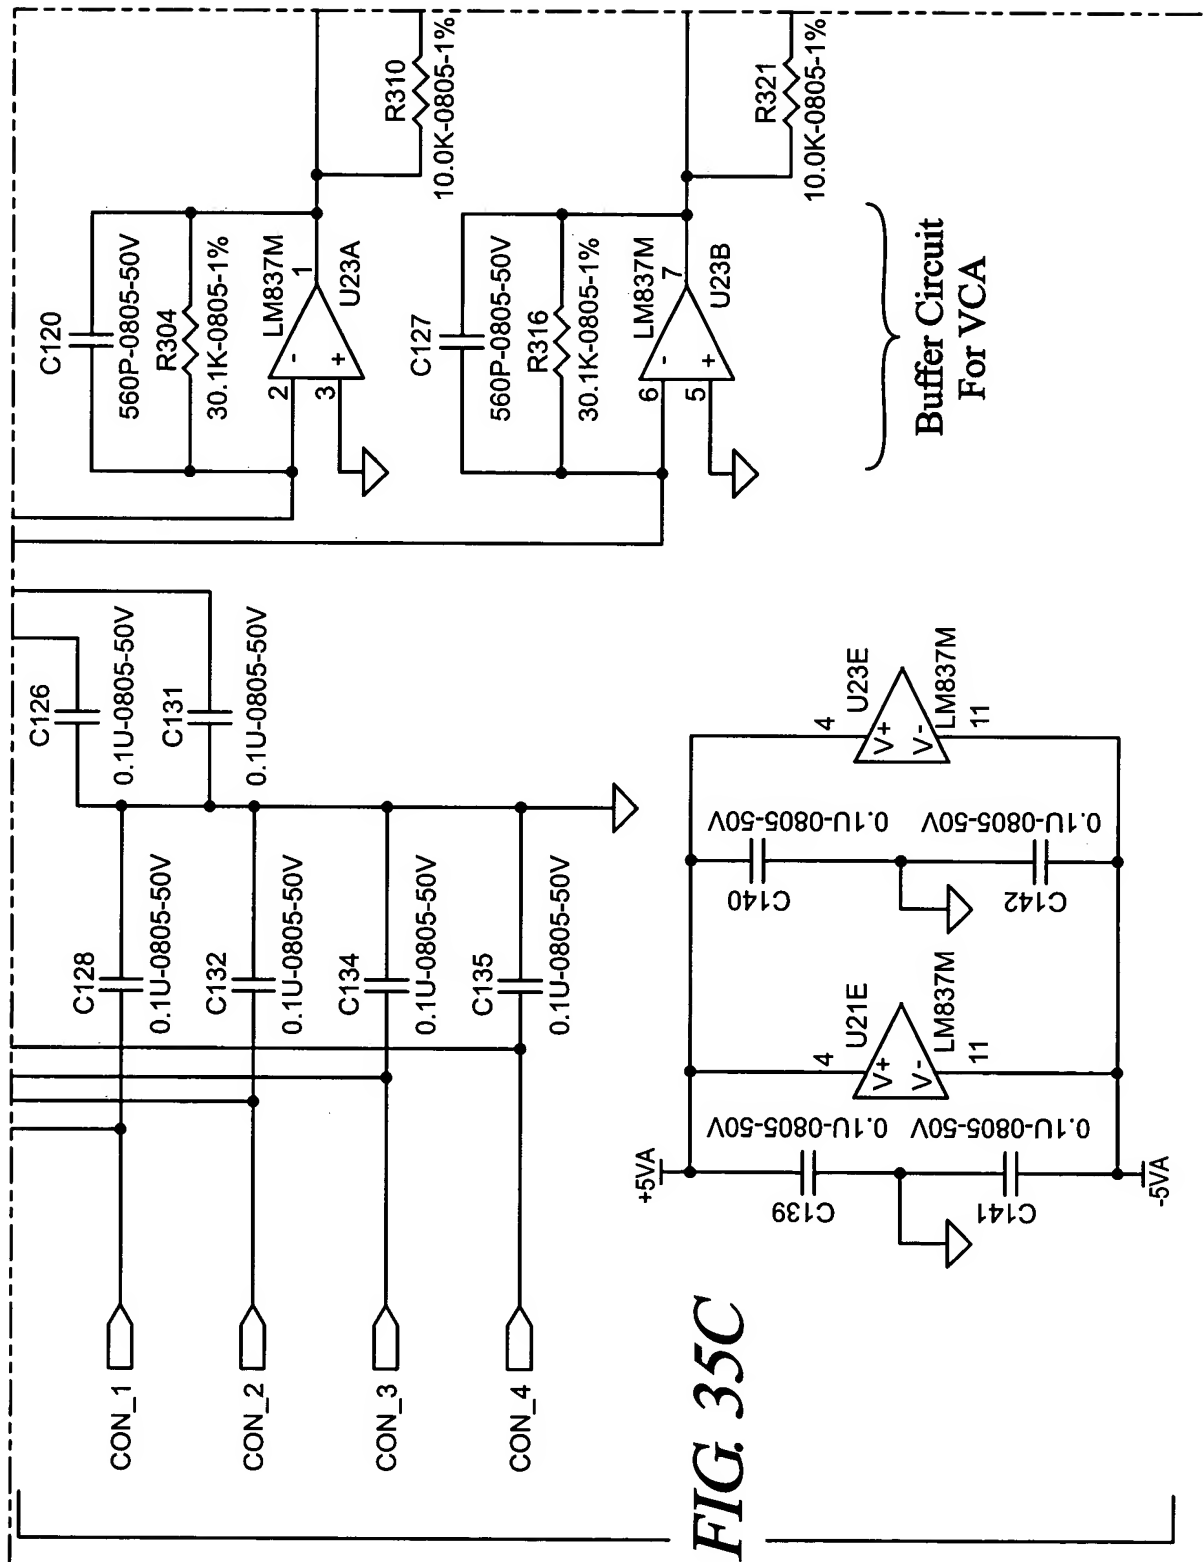 C120
560P-0805-50V
R304
30.1K-0805-1%
LM837M
2
-
1
3
+
U23A
R310
10.0K-0805-1%
C127
560P-0805-50V
R316
30.1K-0805-1%
LM837M
6
-
7
5
+
U23B
R321
10.0K-0805-1%
Buffer Circuit
For VCA
C126
0.1U-0805-50V
C131
0.1U-0805-50V
C128
0.1U-0805-50V
C132
0.1U-0805-50V
C134
0.1U-0805-50V
C135
0.1U-0805-50V
CON_1
CON_2
CON_3
CON_4
+5VA
C139
0.1U-0805-50V
C141
0.1U-0805-50V
-5VA
4
U21E
V+
V-
LM837M
11
C140
0.1U-0805-50V
C142
0.1U-0805-50V
4
U23E
V+
V-
LM837M
11
FIG. 35C